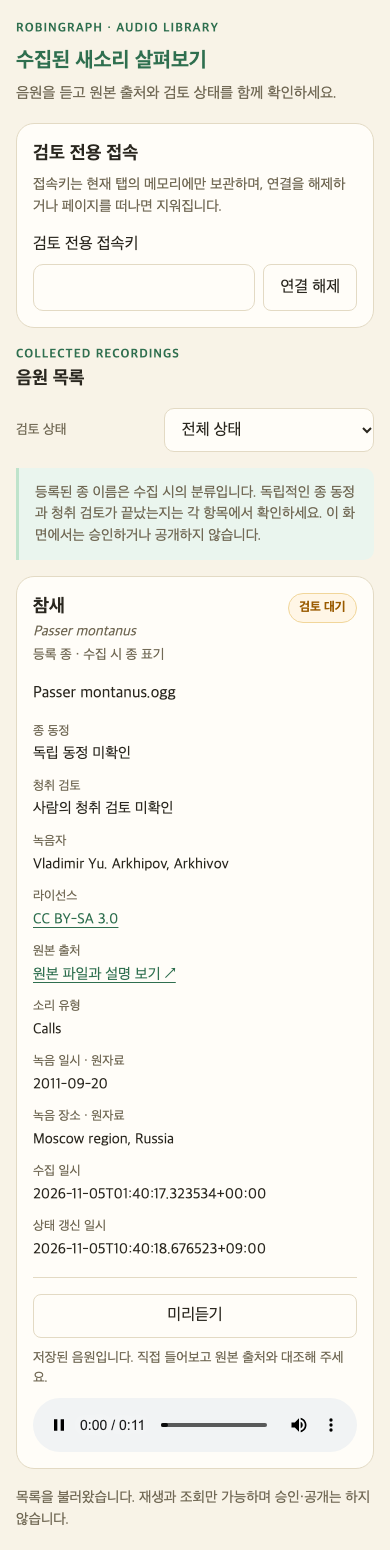 ROBINGRAPH · AUDIO LIBRARY
수집된 새소리 살펴보기
음원을 듣고 원본 출처와 검토 상태를 함께 확인하세요.
검토 전용 접속
접속키는 현재 탭의 메모리에만 보관하며, 연결을 해제하
거나 페이지를 떠나면 지워집니다.
검토 전용 접속키
연결 해제
COLLECTED RECORDINGS
음원 목록
검토 상태
전체 상태
등록된 종 이름은 수집 시의 분류입니다. 독립적인 종 동정
과 청취 검토가 끝났는지는 각 항목에서 확인하세요. 이 화
면에서는 승인하거나 공개하지 않습니다.
참새
검토 대기
Passer montanus
등록 종 · 수집 시 종 표기
Passer montanus.ogg
종 동정
독립 동정 미확인
청취 검토
사람의 청취 검토 미확인
녹음자
Vladimir Yu. Arkhipov, Arkhivov
라이선스
CC BY-SA 3.0
원본 출처
원본 파일과 설명 보기 ↗
소리 유형
Calls
녹음 일시 · 원자료
2011-09-20
녹음 장소 · 원자료
Moscow region, Russia
수집 일시
2026-11-05T01:40:17.323534+00:00
상태 갱신 일시
2026-11-05T10:40:18.676523+09:00
미리듣기
저장된 음원입니다. 직접 들어보고 원본 출처와 대조해 주세
요.
0:00 / 0:11
목록을 불러왔습니다. 재생과 조회만 가능하며 승인·공개는 하지
않습니다.